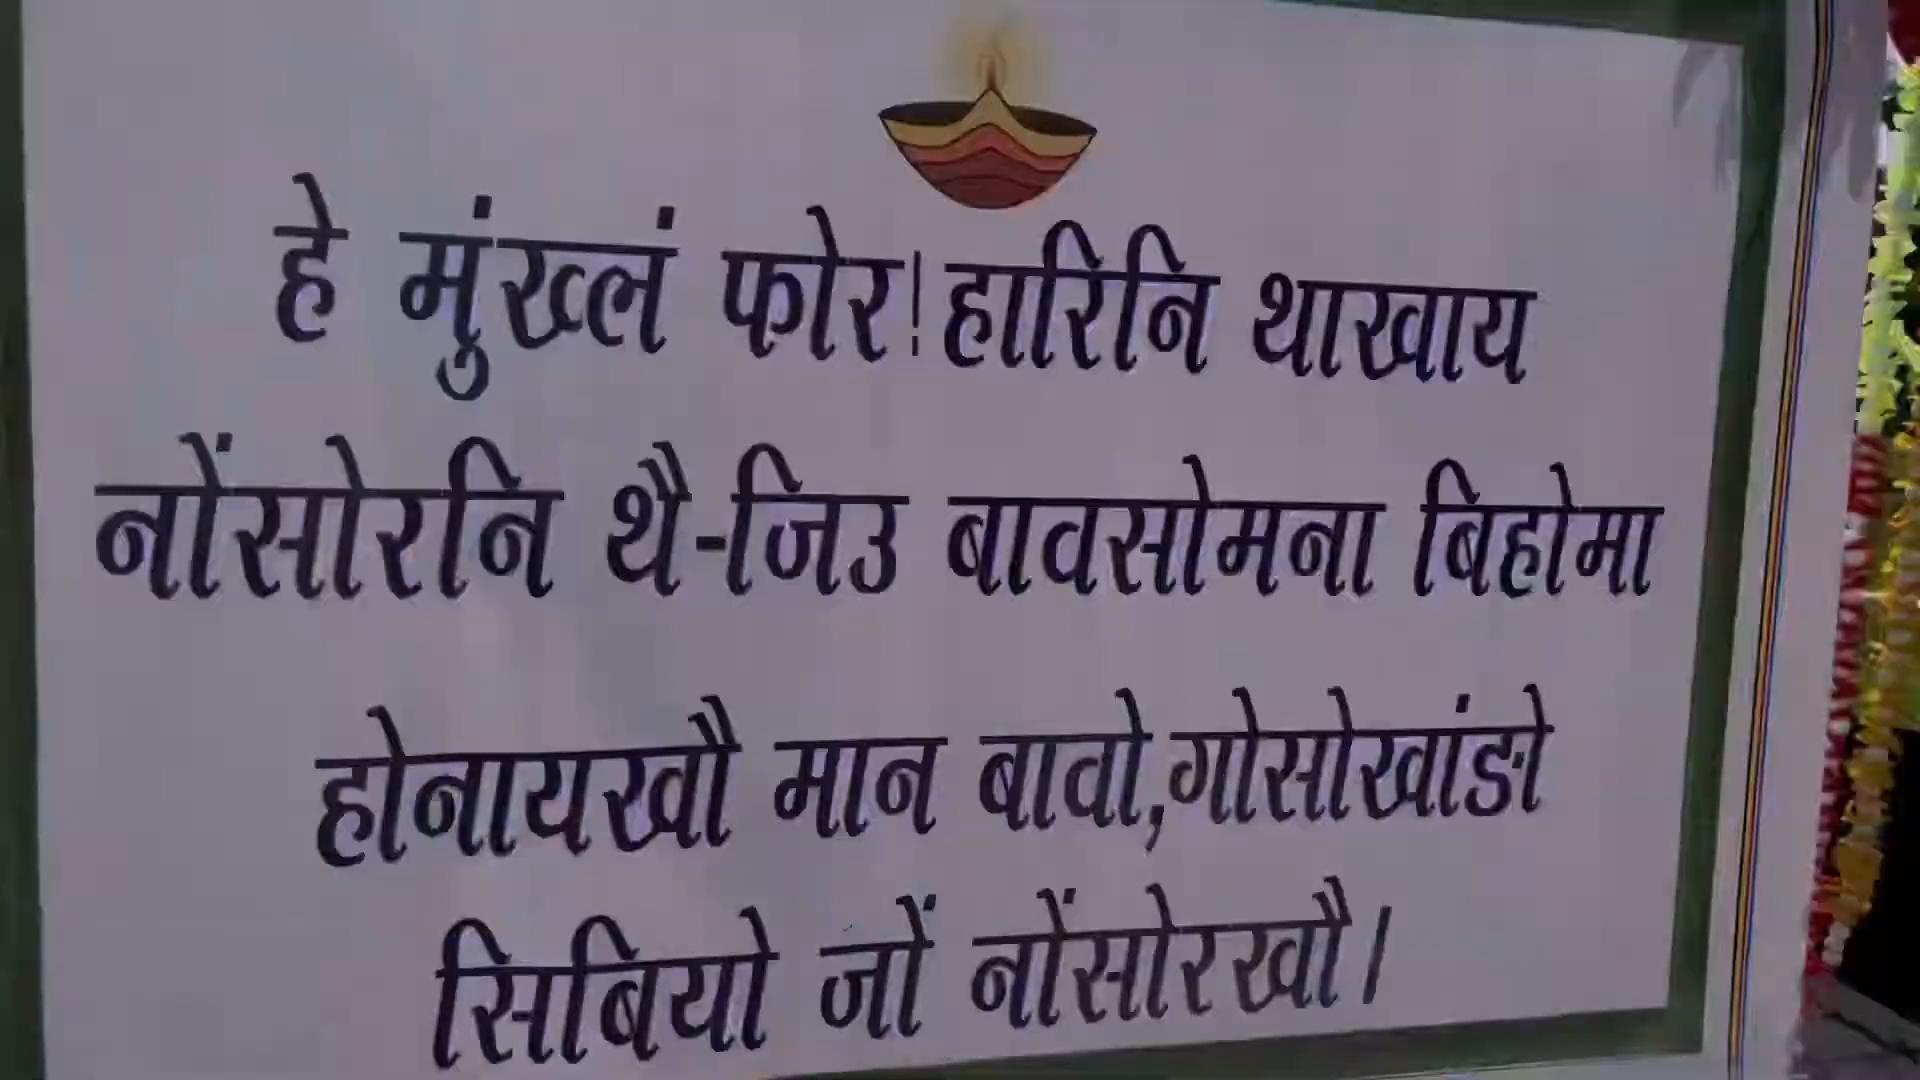 हे मुंख्लं फोर! हारिनि थाखाय
नोंसोरनि थै-जिउ बावसोमना बिहोमा
होनायखौ मान बावो,गोसोखांङो
सिबियो जों नोंसोरखौ।